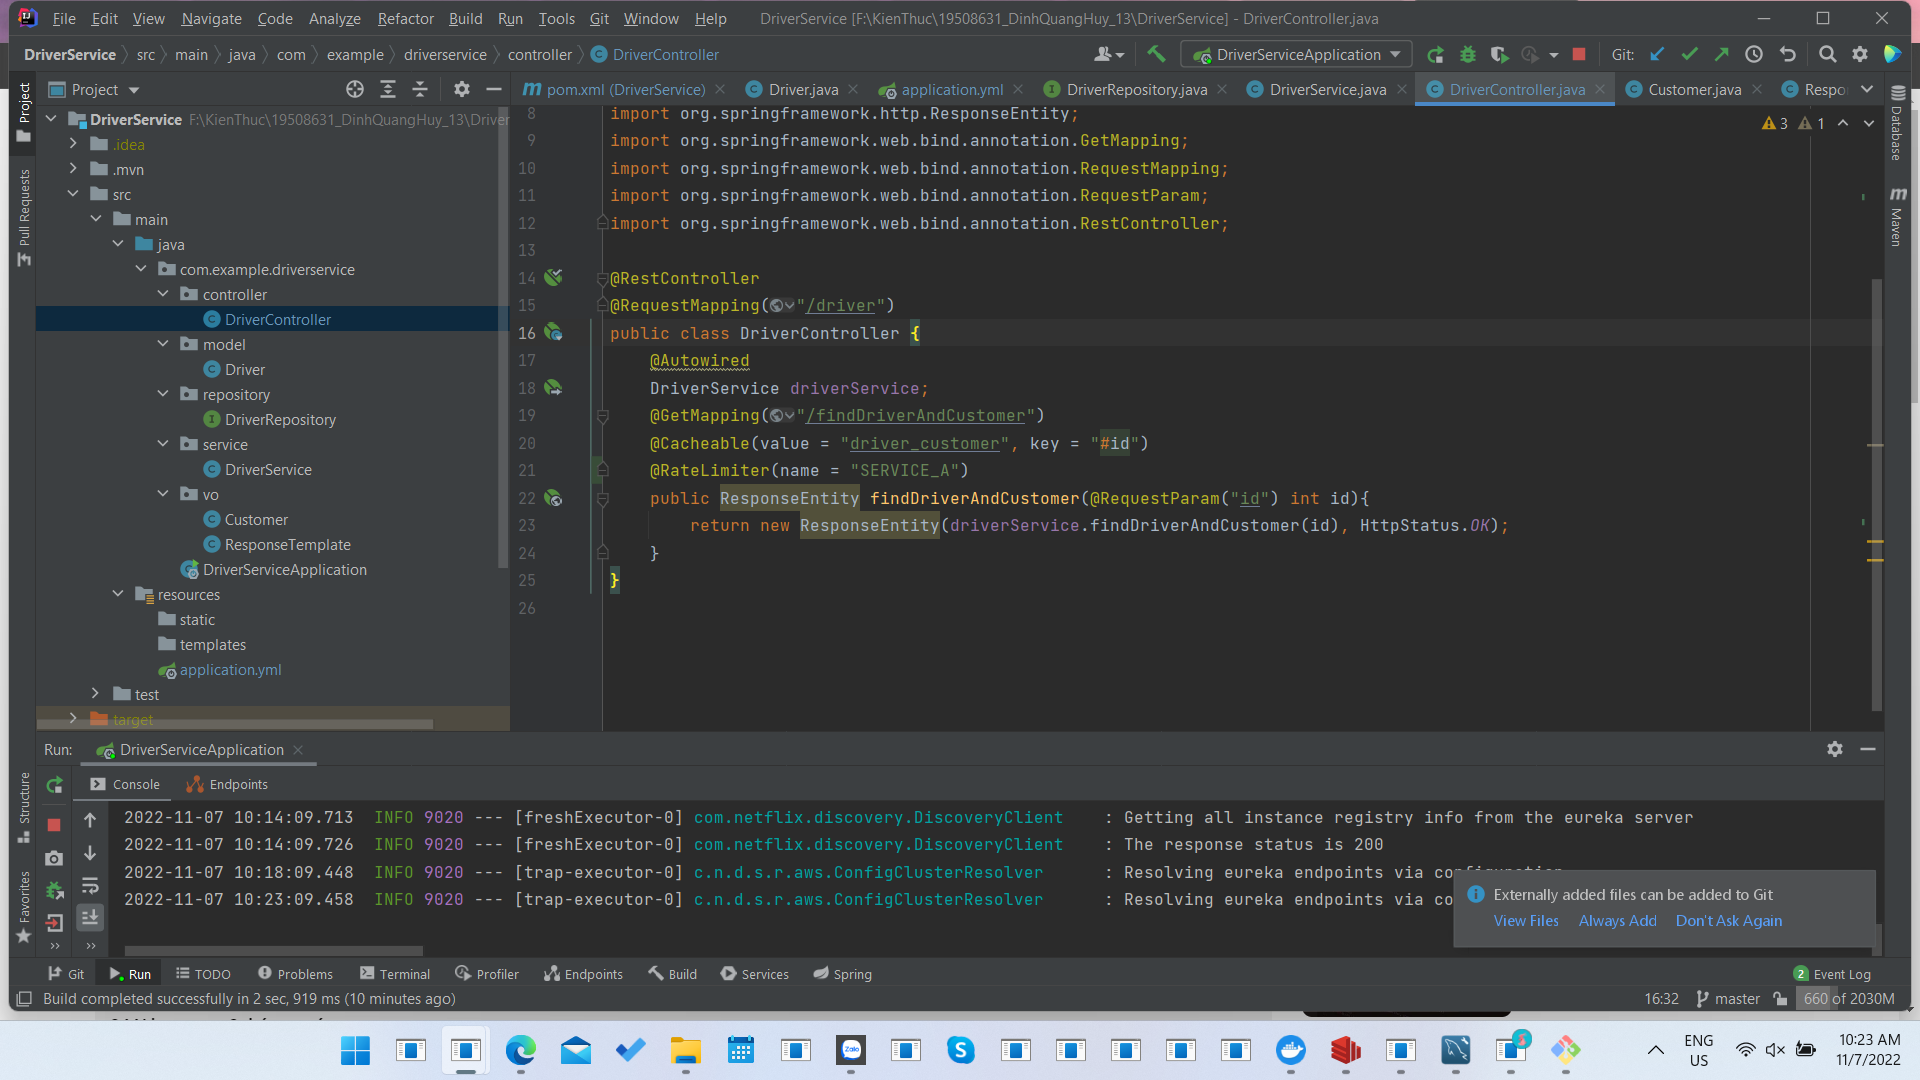 File Edit View Navigate Code Analyze Refactor Build Run Tools Git Window Help DriverService [F:\KienThuc\19508631_DinhQuangHuy_13\DriverService] - DriverController.java
DriverService src main java com example driverservice controller DriverController DriverServiceApplication Git:
Project
pom.xml (DriverService) Driver.java application.yml DriverRepository.java DriverService.java DriverController.java Customer.java Respo
DriverService F:\KienThuc\19508631_DinhQuangHuy_13\Driver
.idea
.mvn
src
main
java
com.example.driverservice
controller
DriverController
model
Driver
repository
DriverRepository
service
DriverService
vo
Customer
ResponseTemplate
DriverServiceApplication
resources
static
templates
application.yml
test
target
Project
Pull Requests
Structure
Favorites
3 1
8 import org.springframework.http.ResponseEntity;
9 import org.springframework.web.bind.annotation.GetMapping;
10 import org.springframework.web.bind.annotation.RequestMapping;
11 import org.springframework.web.bind.annotation.RequestParam;
12 import org.springframework.web.bind.annotation.RestController;
13
14 @RestController
15 @RequestMapping("/driver")
16 public class DriverController {
17 @Autowired
18 DriverService driverService;
19 @GetMapping("/findDriverAndCustomer")
20 @Cacheable(value = "driver_customer", key = "#id")
21 @RateLimiter(name = "SERVICE_A")
22 public ResponseEntity findDriverAndCustomer(@RequestParam("id") int id){
23 return new ResponseEntity(driverService.findDriverAndCustomer(id), HttpStatus.OK);
24 }
25 }
26
Database
Maven
Run: DriverServiceApplication
Console Endpoints
2022-11-07 10:14:09.713 INFO 9020 --- [freshExecutor-0] com.netflix.discovery.DiscoveryClient : Getting all instance registry info from the eureka server
2022-11-07 10:14:09.726 INFO 9020 --- [freshExecutor-0] com.netflix.discovery.DiscoveryClient : The response status is 200
2022-11-07 10:18:09.448 INFO 9020 --- [trap-executor-0] c.n.d.s.r.aws.ConfigClusterResolver : Resolving eureka endpoints via configuration
2022-11-07 10:23:09.458 INFO 9020 --- [trap-executor-0] c.n.d.s.r.aws.ConfigClusterResolver : Resolving eureka endpoints via co
Externally added files can be added to Git
View Files Always Add Don't Ask Again
Git Run TODO Problems Terminal Profiler Endpoints Build Services Spring 2 Event Log
Build completed successfully in 2 sec, 919 ms (10 minutes ago) 16:32 master 660 of 2030M
Zalo
ENG
US
10:23 AM
11/7/2022